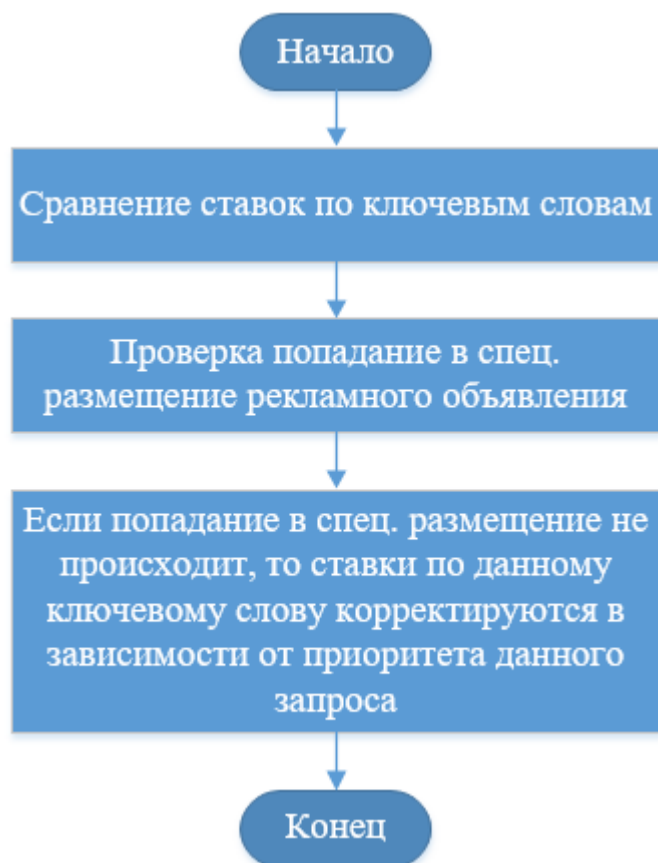 Начало
Сравнение ставок по ключевым словам
Проверка попадание в спец.
размещение рекламного объявления
Если попадание в спец. размещение не
происходит, то ставки по данному
ключевому слову корректируются в
зависимости от приоритета данного
запроса
Конец